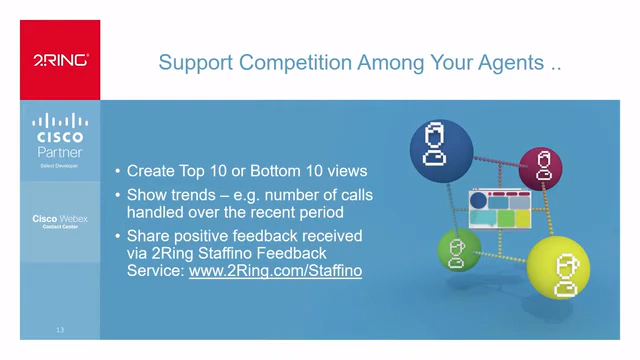 2RING®
Support Competition Among Your Agents ..
CISCO
Partner
Select Developer
Cisco Webex
Contact Center
• Create Top 10 or Bottom 10 views
• Show trends – e.g. number of calls
handled over the recent period
• Share positive feedback received
via 2Ring Staffino Feedback
Service: www.2Ring.com/Staffino
13